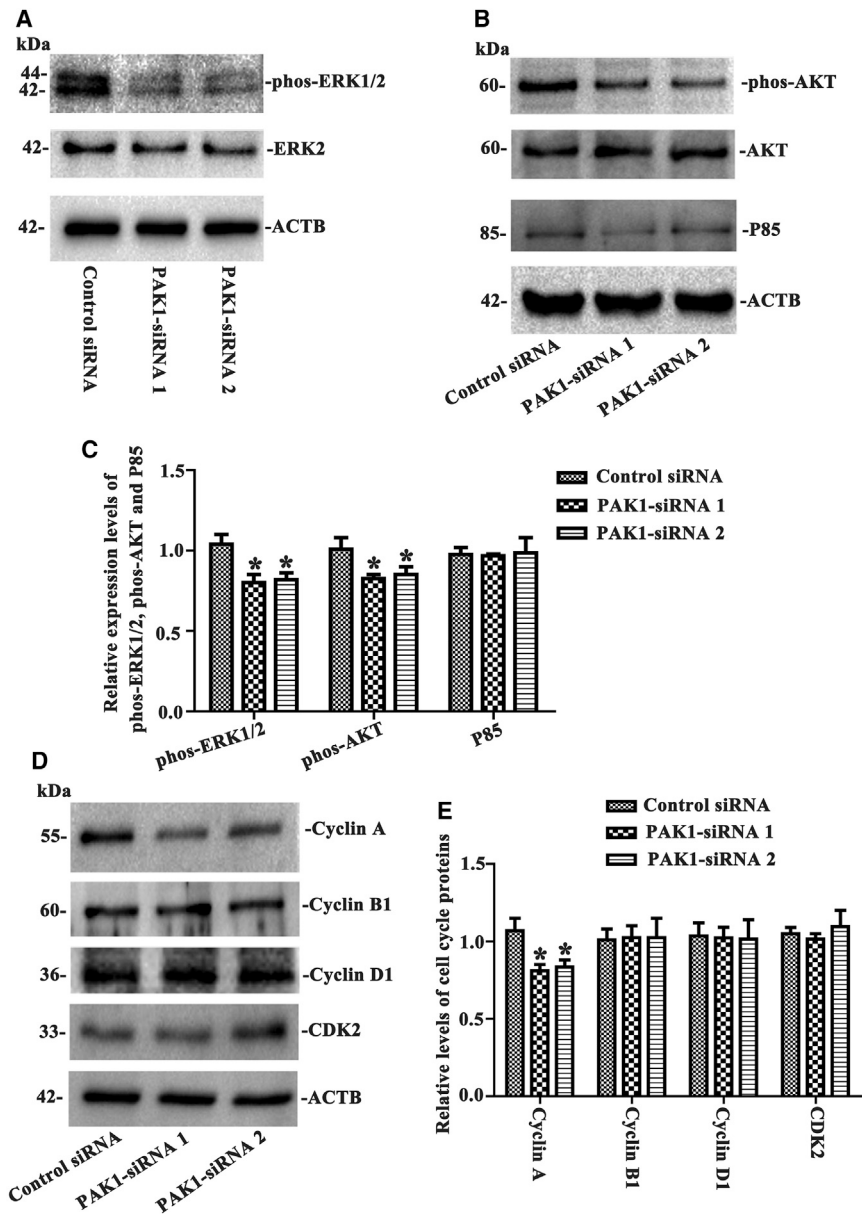 A
kDa
44-
42-
-phos-ERK1/2
42-
-ERK2
42-
-ACTB
Control siRNA
PAK1-siRNA 1
PAK1-siRNA 2
B
kDa
60-
-phos-AKT
60-
-AKT
85-
-P85
42-
-ACTB
Control siRNA
PAK1-siRNA 1
PAK1-siRNA 2
C
Relative expression levels of
phos-ERK1/2, phos-AKT and P85
1.5
1.0
0.5
0.0
* * * *
phos-ERK1/2
phos-AKT
P85
Control siRNA
PAK1-siRNA 1
PAK1-siRNA 2
D
kDa
55-
-Cyclin A
60-
-Cyclin B1
36-
-Cyclin D1
33-
-CDK2
42-
-ACTB
Control siRNA
PAK1-siRNA 1
PAK1-siRNA 2
E
Control siRNA
PAK1-siRNA 1
PAK1-siRNA 2
Relative levels of cell cycle proteins
1.5
1.0
0.5
0.0
* *
Cyclin A
Cyclin B1
Cyclin D1
CDK2